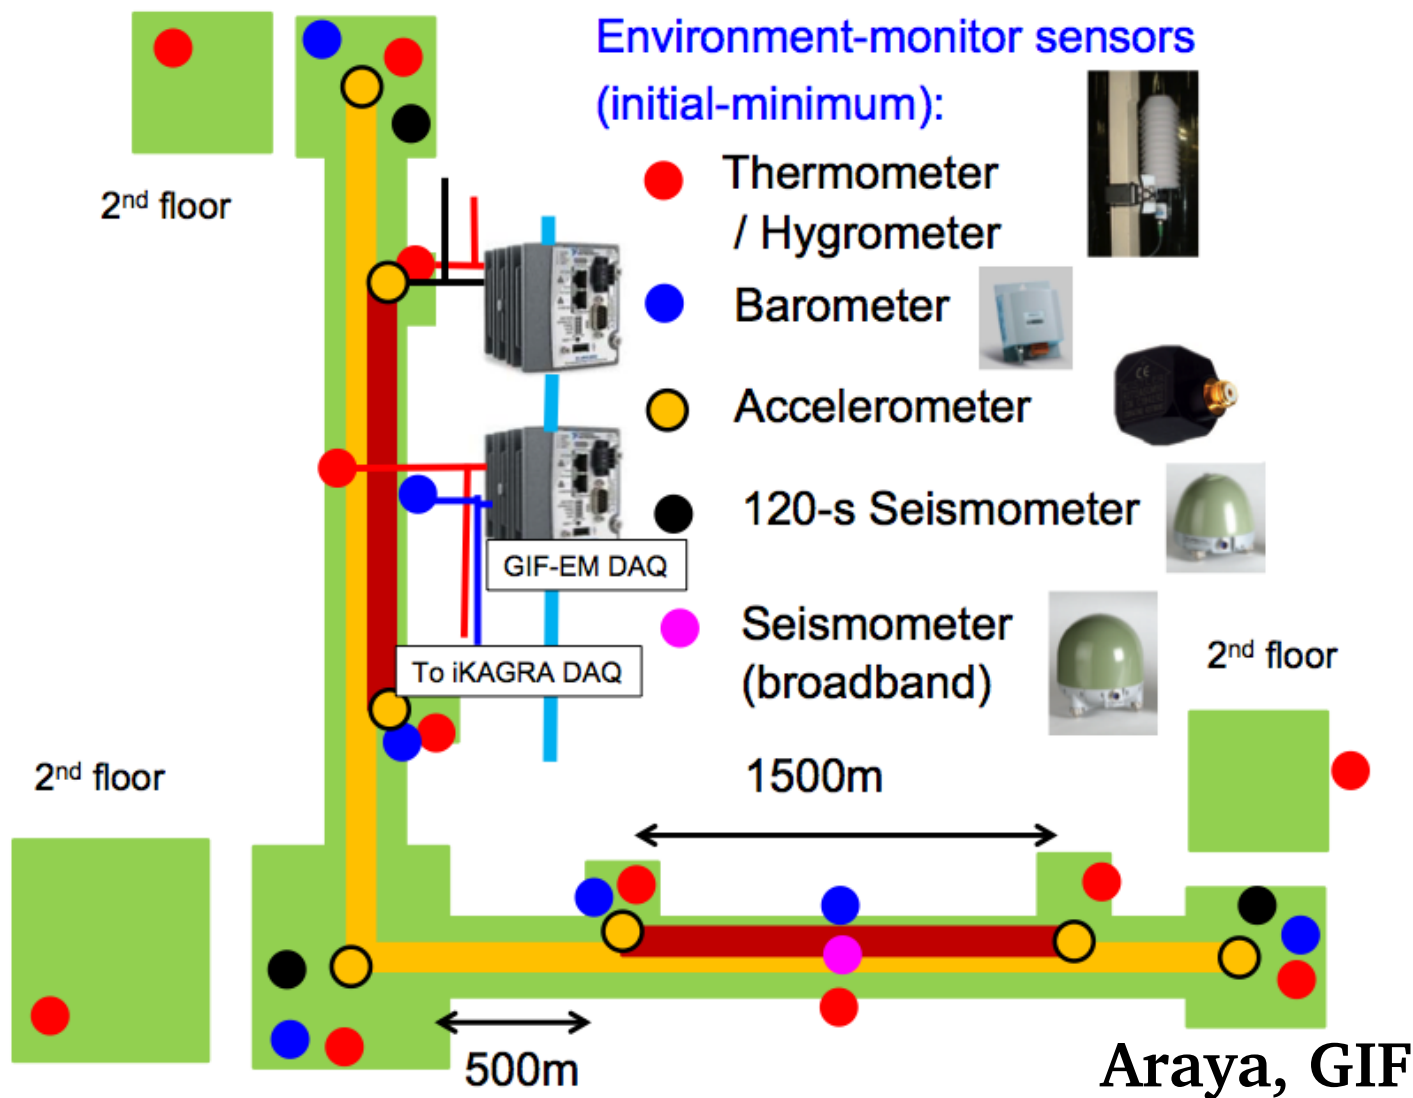 Environment-monitor sensors
(initial-minimum):
Thermometer
/ Hygrometer
2nd floor
Barometer
Accelerometer
120-s Seismometer
GIF-EM DAQ
Seismometer
(broadband)
To iKAGRA DAQ
2nd floor
2nd floor
1500m
500m
Araya, GIF